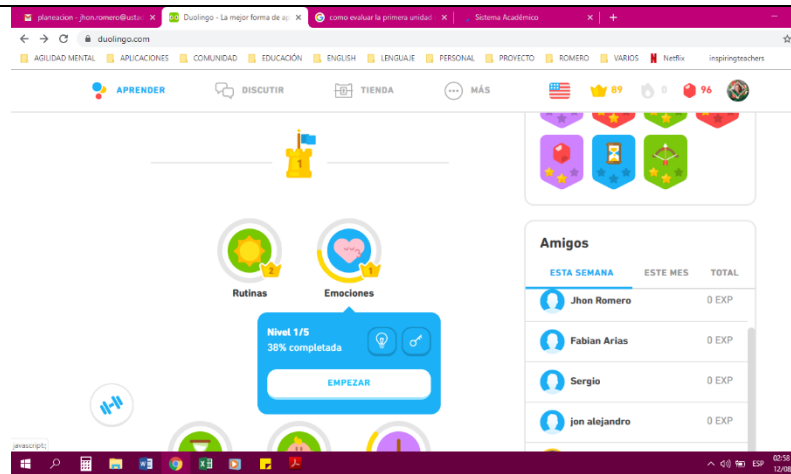 planeacion - jhon.romero@ustad
Duolingo - La mejor forma de ap
como evaluar la primera unidad
Sistema Académico
duolingo.com
AGILIDAD MENTAL
APLICACIONES
COMUNIDAD
EDUCACIÓN
ENGLISH
LENGUAJE
PERSONAL
PROYECTO
ROMERO
VARIOS
Netflix
inspiringteachers
APRENDER
DISCUTIR
TIENDA
MÁS
89
0
96
1
2
1
Rutinas
Emociones
Nivel 1/5
38% completada
EMPEZAR
Amigos
ESTA SEMANA
ESTE MES
TOTAL
Jhon Romero 0 EXP
Fabian Arias 0 EXP
Sergio 0 EXP
jon alejandro 0 EXP
javascript:;
ESP
02:58
12/08